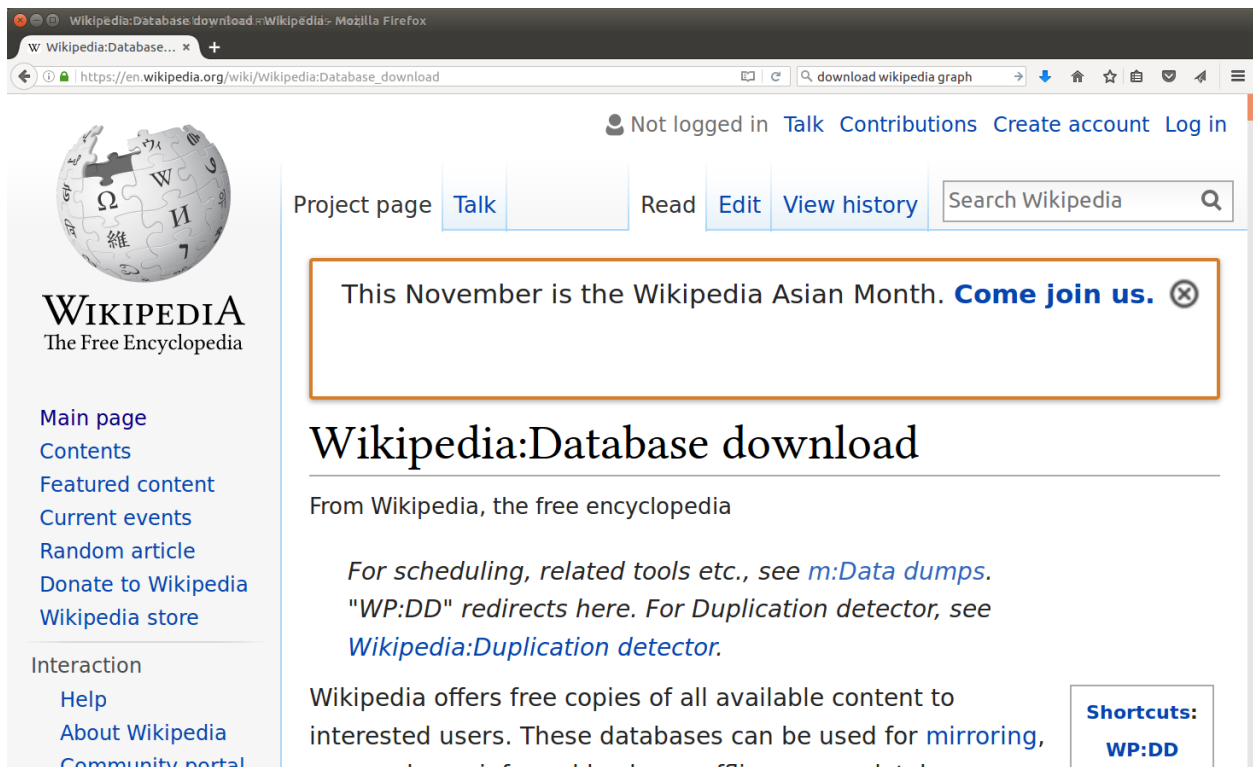 Wikipedia:Database download - Wikipedia - Mozilla Firefox
W Wikipedia:Database... × +
https://en.wikipedia.org/wiki/Wikipedia:Database_download
download wikipedia graph
Not logged in Talk Contributions Create account Log in
Project page Talk Read Edit View history Search Wikipedia
Ω W И 維 ウィ 7
WIKIPEDIA
The Free Encyclopedia
This November is the Wikipedia Asian Month. Come join us.
Wikipedia:Database download
From Wikipedia, the free encyclopedia
Main page
Contents
Featured content
Current events
Random article
Donate to Wikipedia
Wikipedia store
Interaction
Help
About Wikipedia
Community portal
For scheduling, related tools etc., see m:Data dumps.
"WP:DD" redirects here. For Duplication detector, see
Wikipedia:Duplication detector.
Wikipedia offers free copies of all available content to
interested users. These databases can be used for mirroring,
Shortcuts:
WP:DD